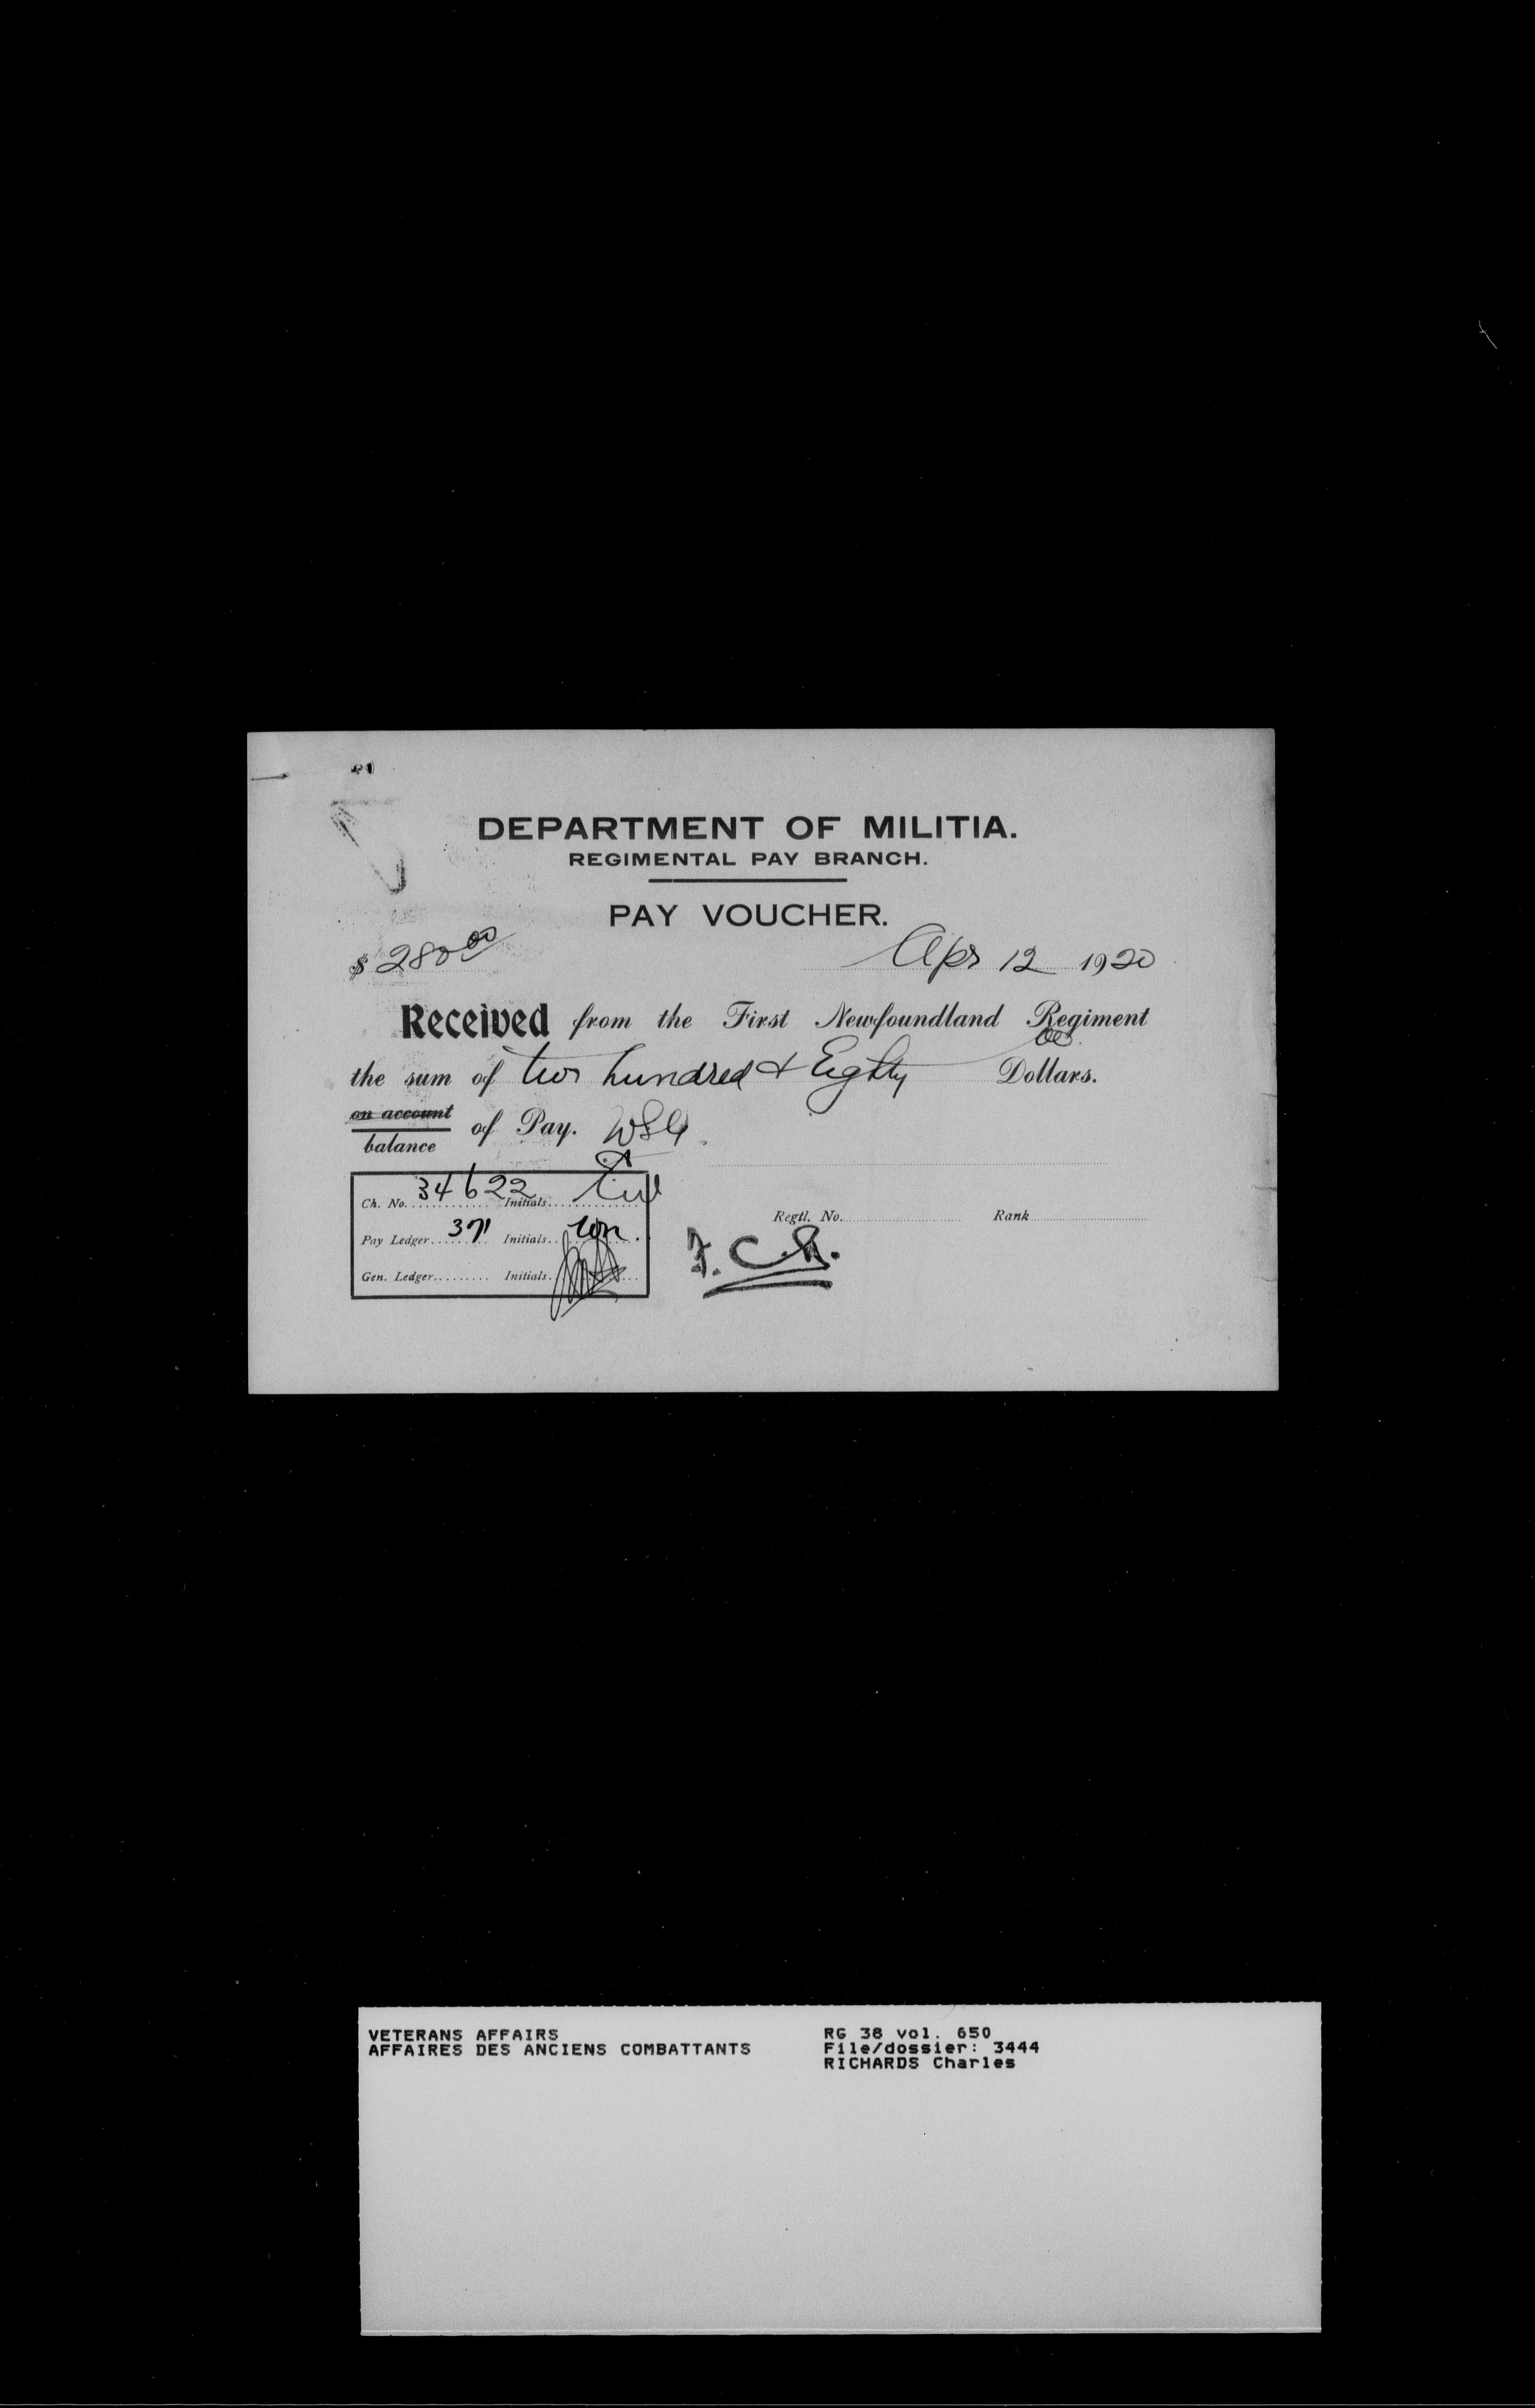 DEPARTMENT OF MILITIA.
REGIMENTAL PAY BRANCH.
PAY VOUCHER.
$ 280 00 Apr 12 1920
Received from the First Newfoundland Regiment
the sum of two hundred & Eighty 00 Dollars.
on account
balance of Pay. WSG
Ch. No. 34622 Initials
Regtl. No. Rank
Pay Ledger 371 Initials
F. C. R.
Gen. Ledger Initials
VETERANS AFFAIRS RG 38 vol. 650
AFFAIRES DES ANCIENS COMBATTANTS File/dossier: 3444
RICHARDS Charles